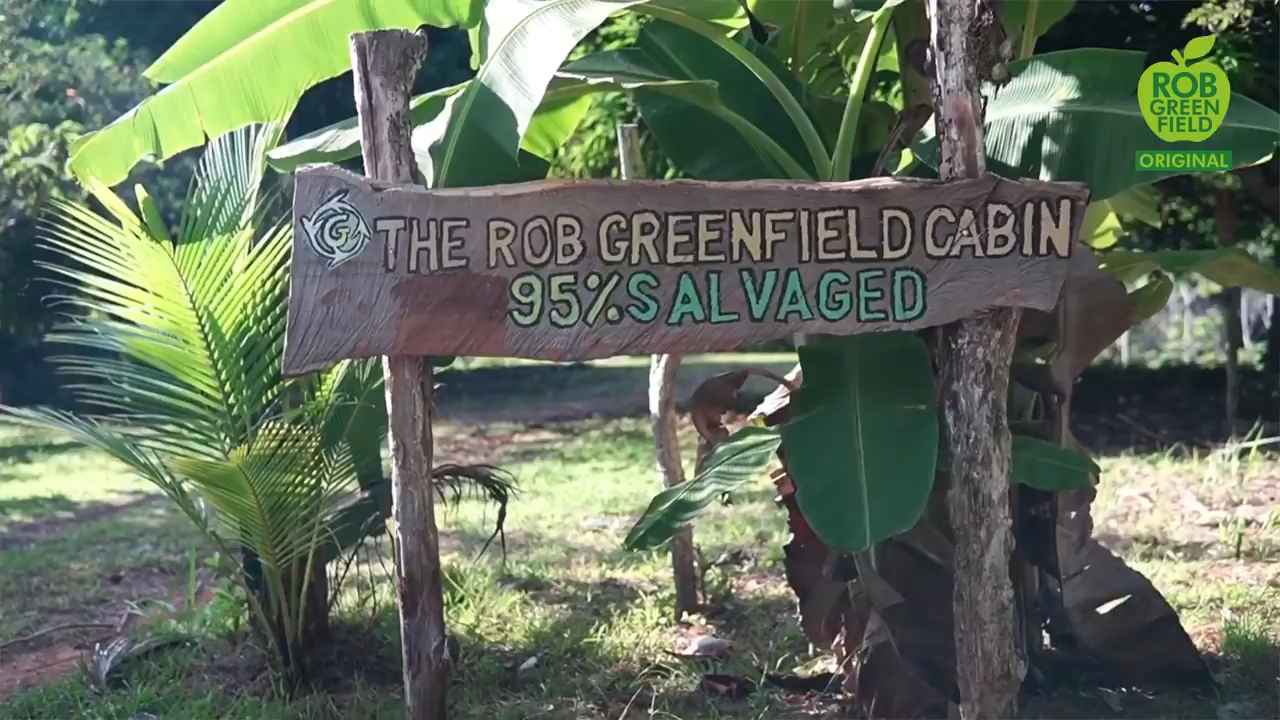 ROB
GREEN
FIELD
ORIGINAL
G
THE ROB GREENFIELD CABIN
95% SALVAGED